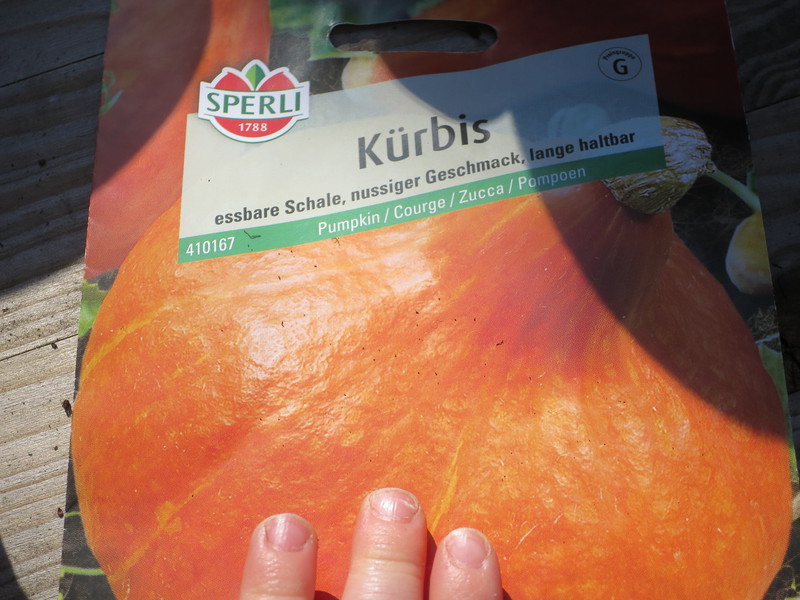 SPERLI
1788
G
Kürbis
essbare Schale, nussiger Geschmack, lange haltbar
410167
Pumpkin / Courge / Zucca / Pompoen